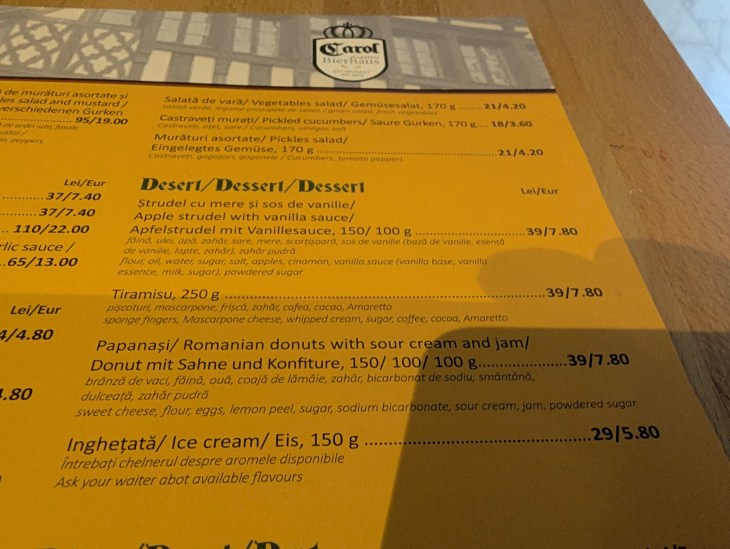 Carol
Bierhaus
de murături asortate și
les salad and mustard /
verschiedenen Gurken
95/19.00
Lei/Eur
37/7.40
37/7.40
110/22.00
rlic sauce /
65/13.00
Lei/Eur
4/4.80
4.80
Salată de vară/ Vegetables salad/ Gemüsesalat, 170 g ........21/4.20
Castraveți murați/ Pickled cucumbers/ Saure Gurken, 170 g.... 18/3.60
Castraveti, otet, sare / Cucumbers, vinegar, salt
Murături asortate/ Pickles salad/
Eingelegtes Gemüse, 170 g ........21/4.20
Castraveti, gogoșari, gogonele / Cucumbers, tomato peppers
Desert/Dessert/Dessert
Lei/Eur
Ștrudel cu mere și sos de vanilie/
Apple strudel with vanilla sauce/
Apfelstrudel mit Vanillesauce, 150/ 100 g ........39/7.80
făină, ulei, apă, zahăr, sare, mere, scorțișoară, sos de vanilie (bază de vanilie, esență
de vanilie, lapte, zahăr), zahăr pudră
flour, oil, water, sugar, salt, apples, cinamon, vanilla sauce (vanilla base, vanilla
essence, milk, sugar), powdered sugar
Tiramisu, 250 g ........39/7.80
pișcoturi, mascarpone, frișcă, zahăr, cafea, cacao, Amaretto
sponge fingers, Mascarpone cheese, whipped cream, sugar, coffee, cocoa, Amaretto
Papanași/ Romanian donuts with sour cream and jam/
Donut mit Sahne und Konfiture, 150/ 100/ 100 g........39/7.80
brânză de vaci, făină, ouă, coajă de lămâie, zahăr, bicarbonat de sodiu, smântână,
dulceață, zahăr pudră
sweet cheese, flour, eggs, lemon peel, sugar, sodium bicarbonate, sour cream, jam, powdered sugar
Inghețată/ Ice cream/ Eis, 150 g ........29/5.80
Întrebați chelnerul despre aromele disponibile
Ask your waiter abot available flavours